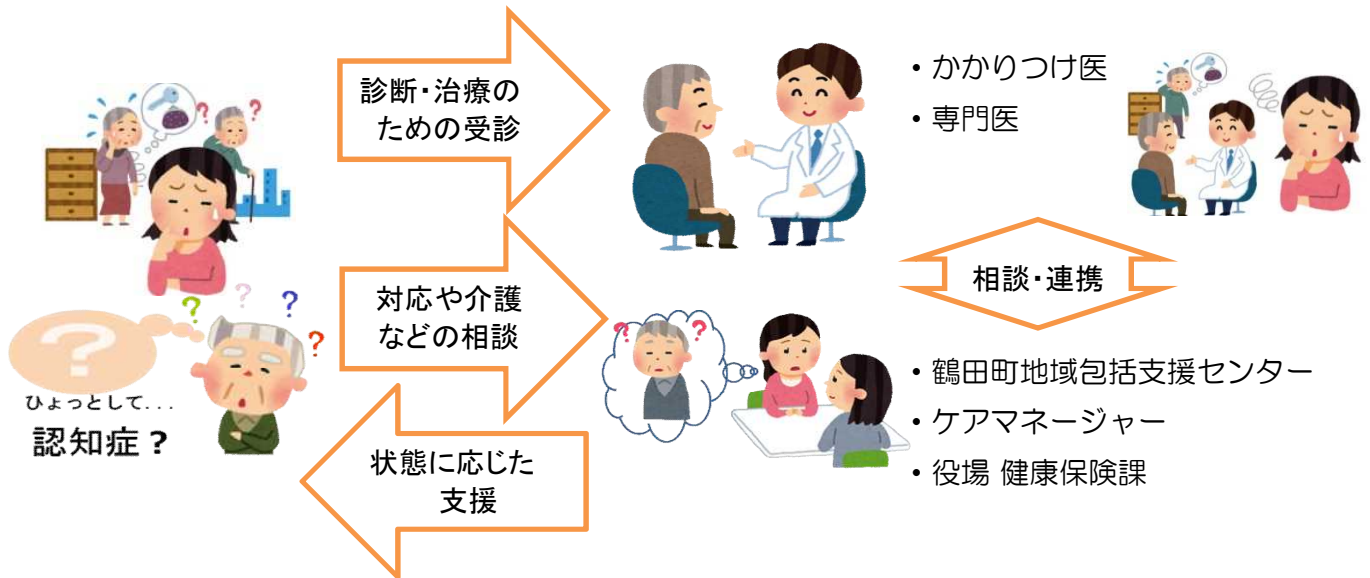 診断・治療の
ための受診
・かかりつけ医
・専門医
対応や介護
などの相談
相談・連携
ひょっとして...
認知症？
状態に応じた
支援
・鶴田町地域包括支援センター
・ケアマネージャー
・役場 健康保険課